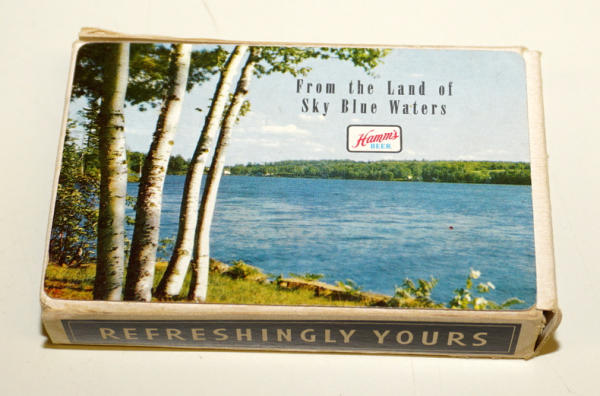 From the Land of
Sky Blue Waters
Hamm's
BEER
REFRESHINGLY YOURS